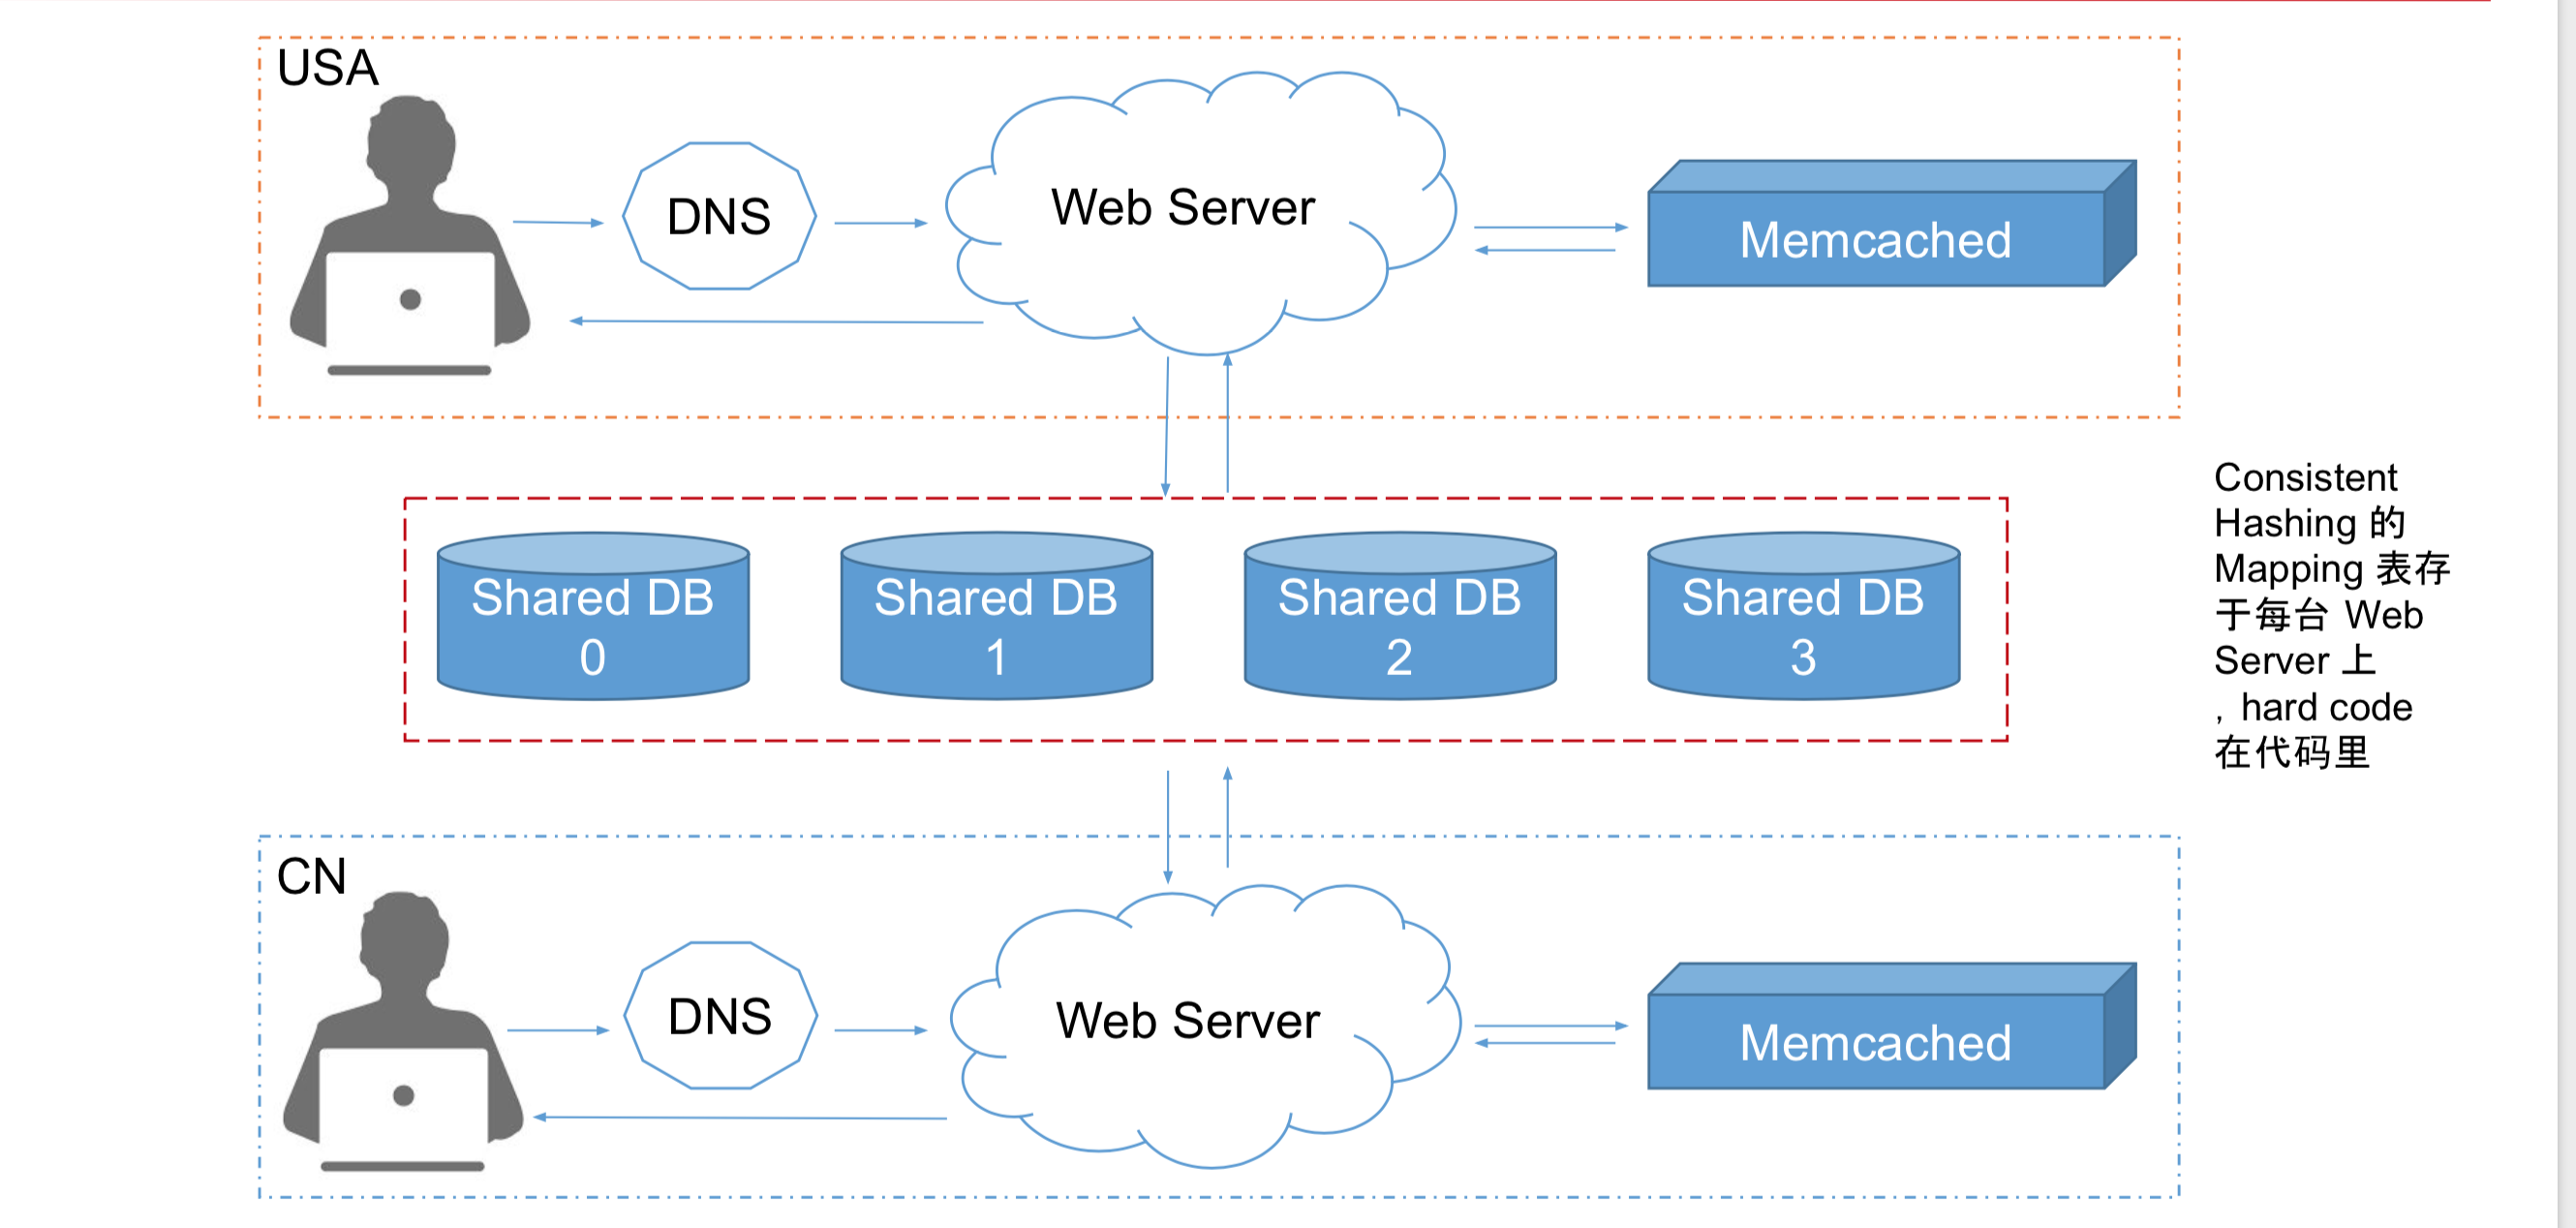 USA
DNS
Web Server
Memcached
Shared DB
0
Shared DB
1
Shared DB
2
Shared DB
3
Consistent
Hashing 的
Mapping 表存
于每台 Web
Server 上
，hard code
在代码里
CN
DNS
Web Server
Memcached